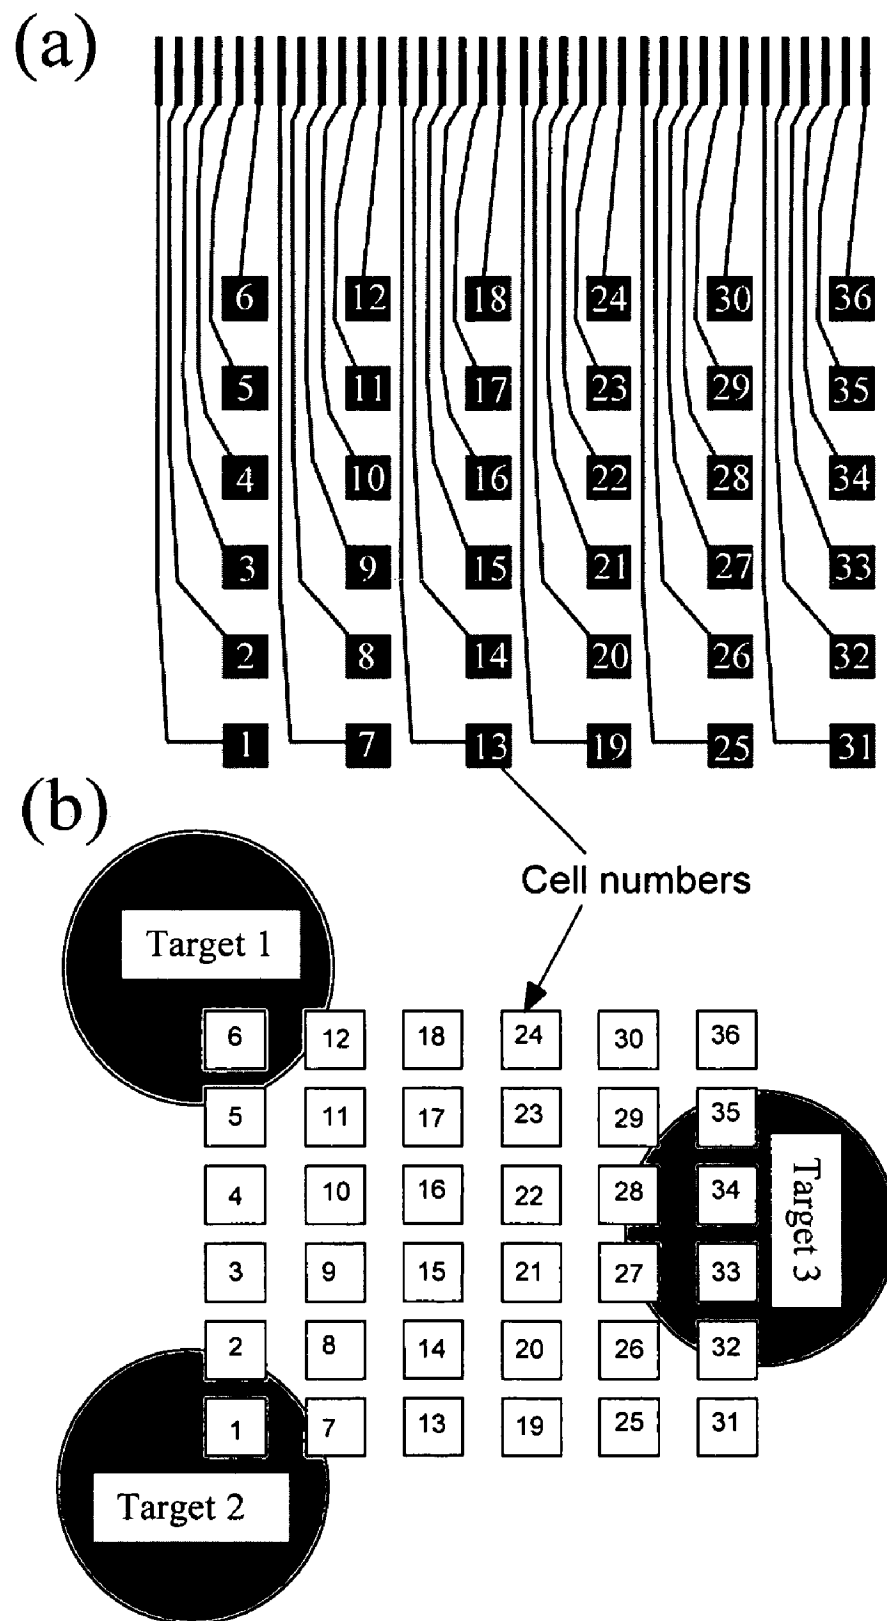 (a)
6 12 18 24 30 36
5 11 17 23 29 35
4 10 16 22 28 34
3 9 15 21 27 33
2 8 14 20 26 32
1 7 13 19 25 31
(b)
Cell numbers
Target 1
6 12 18 24 30 36
5 11 17 23 29 35
4 10 16 22 28 34
Target 3
3 9 15 21 27 33
2 8 14 20 26 32
1 7 13 19 25 31
Target 2